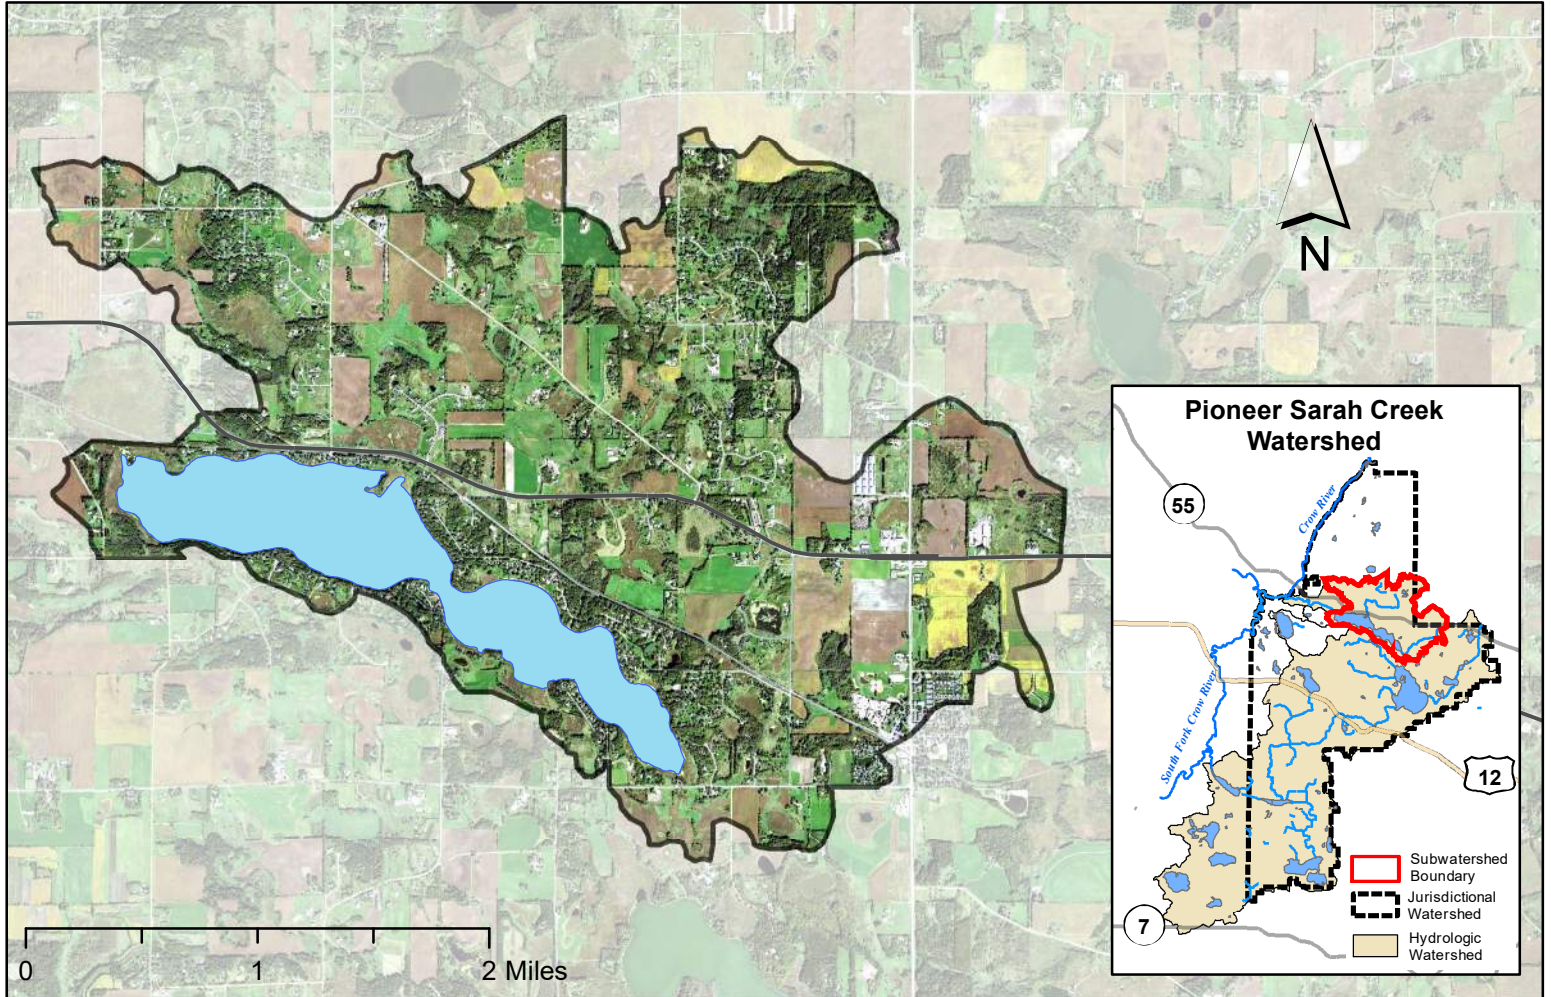 N
Pioneer Sarah Creek
Watershed
55
Crow River
South Fork Crow River
12
7
Subwatershed
Boundary
Jurisdictional
Watershed
Hydrologic
Watershed
0 1 2 Miles